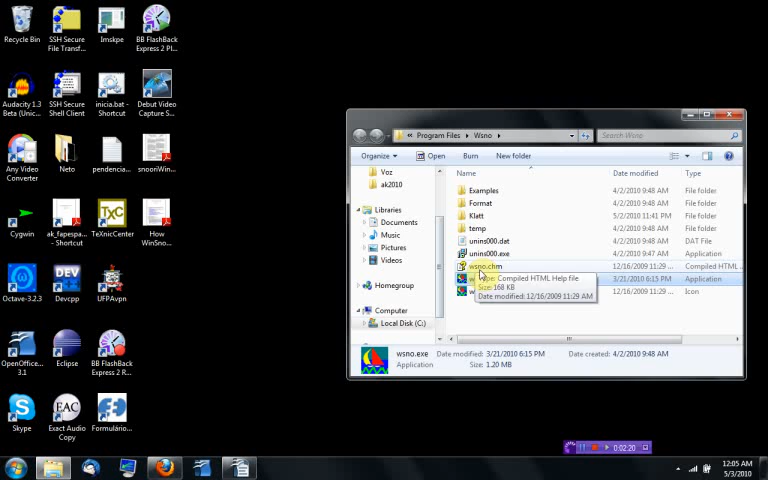 Recycle Bin
SSH Secure File Transf...
Imskpe
BB FlashBack Express 2 Pl...
Audacity 1.3 Beta (Unic...
SSH Secure Shell Client
inicia.bat - Shortcut
Debut Video Capture S...
Any Video Converter
Neto
pendencia...
snooriWin...
Cygwin
ak_fapespa... - Shortcut
TeXnicCenter
How WinSno...
Octave-3.2.3
Devcpp
UFPAvpn
OpenOffice... 3.1
Eclipse
BB FlashBack Express 2 R...
Skype
Exact Audio Copy
Formulário...
« Program Files ▸ Wsno ▸
Search Wsno
Organize ▾ Open Burn New folder
Voz
ak2010
Libraries
Documents
Music
Pictures
Videos
Homegroup
Computer
Local Disk (C:)
Name Date modified Type
Examples 4/2/2010 9:48 AM File folder
Format 4/2/2010 9:48 AM File folder
Klatt 5/2/2010 11:41 PM File folder
temp 4/2/2010 9:48 AM File folder
unins000.dat 4/2/2010 9:48 AM DAT File
unins000.exe 4/2/2010 9:47 AM Application
wsno.chm 12/16/2009 11:29 ... Compiled HTML ...
3/21/2010 6:15 PM Application
12/16/2009 11:29 ... Icon
Type: Compiled HTML Help file
Size: 168 KB
Date modified: 12/16/2009 11:29 AM
wsno.exe Date modified: 3/21/2010 6:15 PM Date created: 4/2/2010 9:48 AM
Application Size: 1.20 MB
0:02:20
12:05 AM
5/3/2010